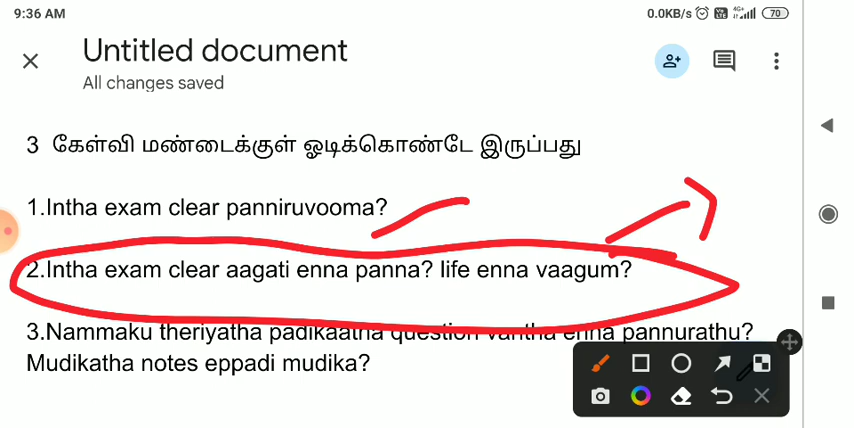 9:36 AM 0.0KB/s 4G+ 70
Untitled document
All changes saved
3 கேள்வி மண்டைக்குள் ஓடிக்கொண்டே இருப்பது
1.Intha exam clear panniruvooma?
2.Intha exam clear aagati enna panna? life enna vaagum?
3.Nammaku theriyatha padikaatha question vantha enna pannurathu?
Mudikatha notes eppadi mudika?